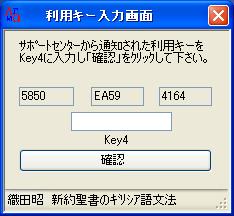 利用キー入力画面
サポートセンターから通知された利用キーを
Key4に入力し「確認」をクリックして下さい。
5850 EA59 4164
Key4
確認
織田昭 新約聖書のギリシア語文法